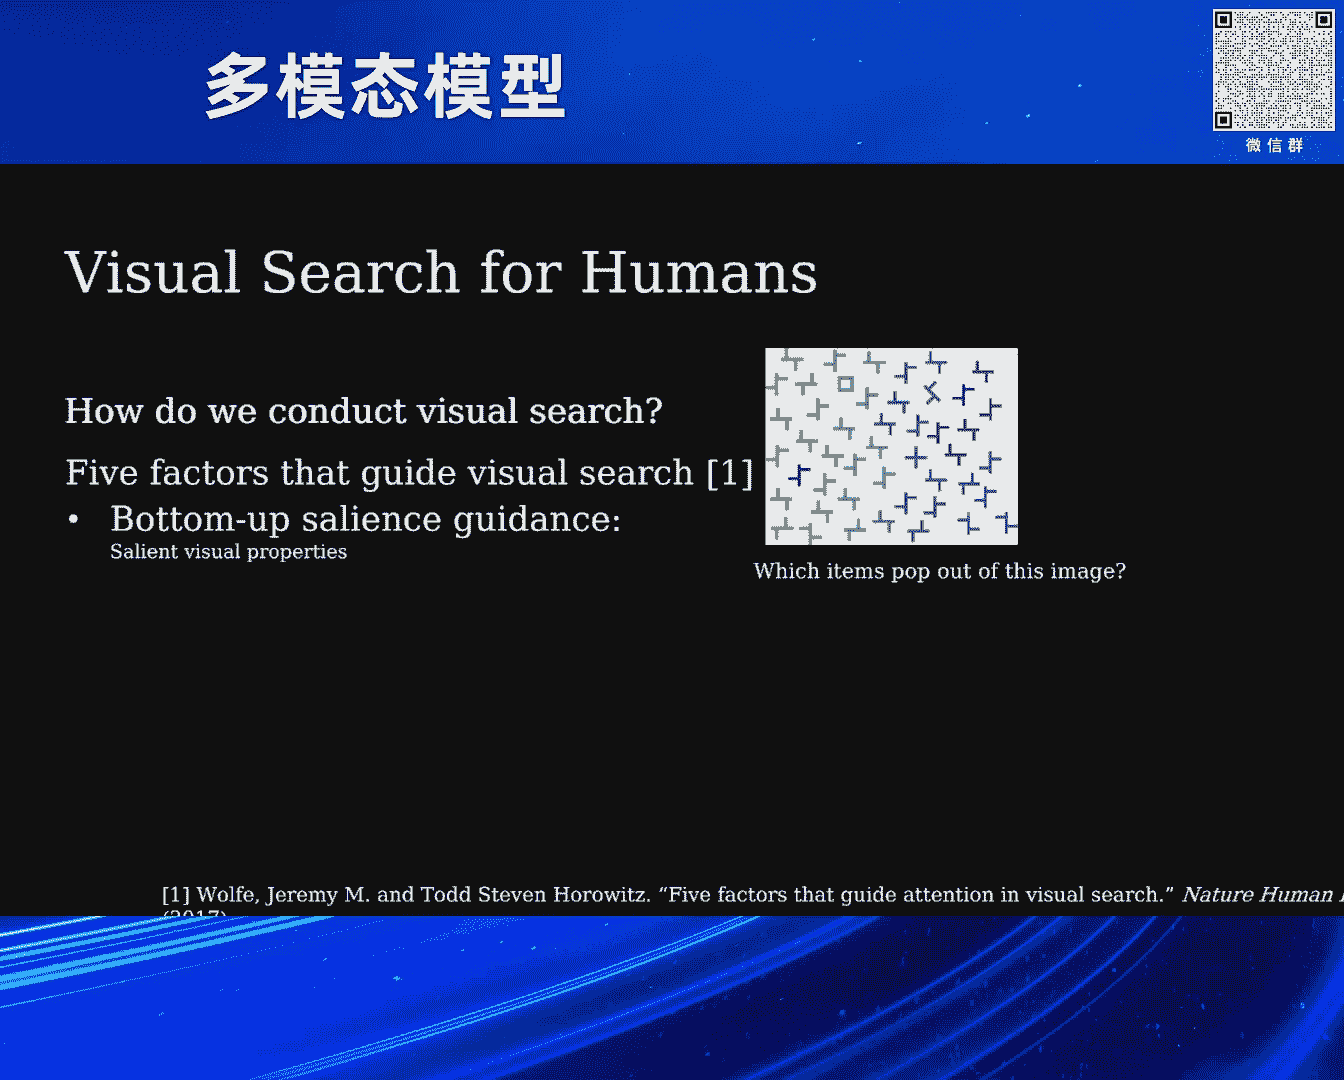 多模态模型
微信群
Visual Search for Humans
How do we conduct visual search?
Five factors that guide visual search [1]
• Bottom-up salience guidance:
Salient visual properties
Which items pop out of this image?
[1] Wolfe, Jeremy M. and Todd Steven Horowitz. “Five factors that guide attention in visual search.” Nature Human
(2017)